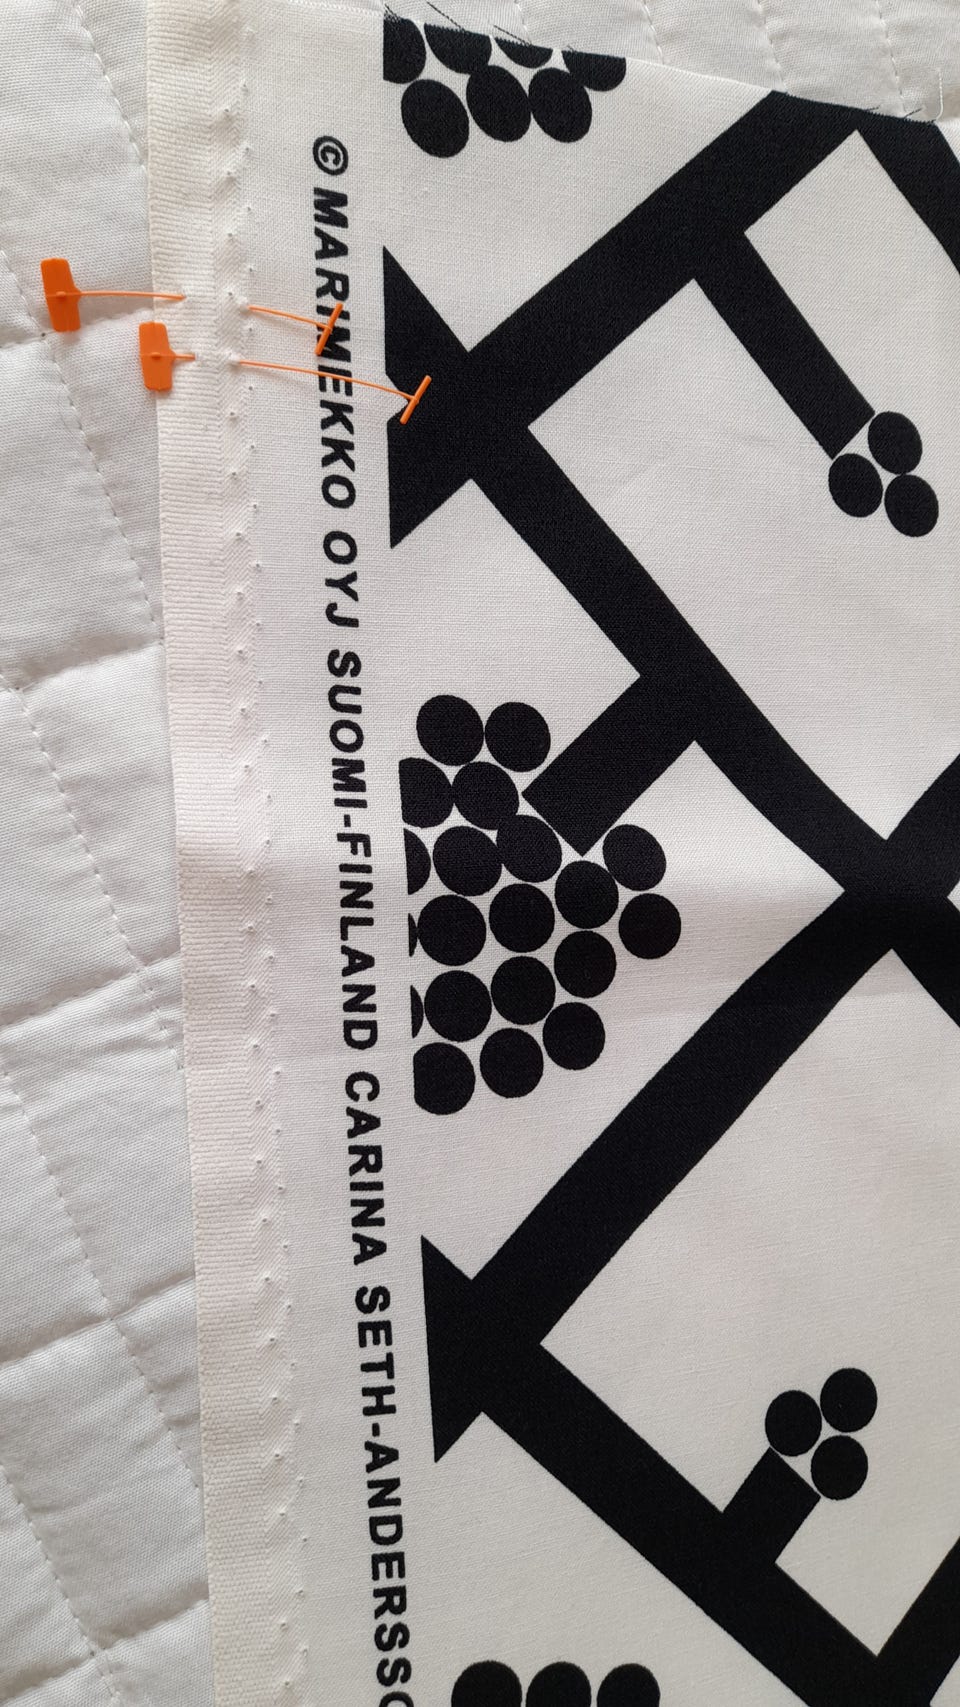 © MARIMEKKO OYJ SUOMI-FINLAND CARINA SETH-ANDERSSO